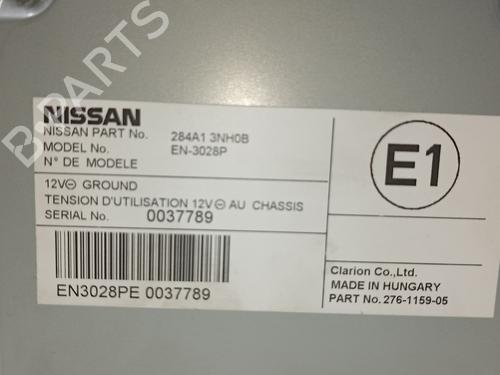 B-PARTS
NISSAN
NISSAN PART No. 284A1 3NH0B
MODEL No. EN-3028P
N° DE MODELE
12V⊖ GROUND
TENSION D'UTILISATION 12V⊖ AU CHASSIS
SERIAL No. 0037789
EN3028PE 0037789
E1
Clarion Co.,Ltd.
MADE IN HUNGARY
PART No. 276-1159-05